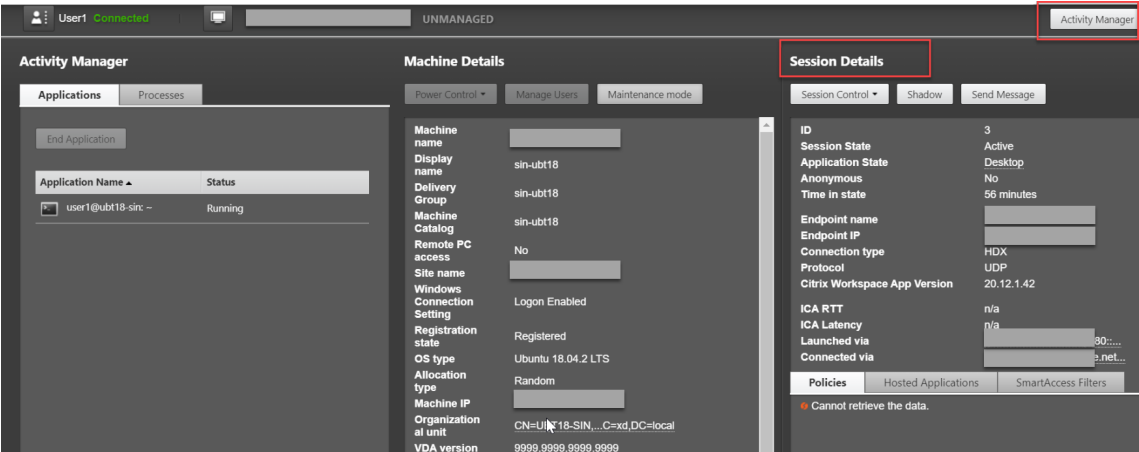 User1 Connected
UNMANAGED
Activity Manager
Activity Manager
Applications Processes
End Application
Application Name Status
user1@ubt18-sin: ~ Running
Machine Details
Power Control Manage Users Maintenance mode
Machine
name
Display
name sin-ubt18
Delivery
Group sin-ubt18
Machine
Catalog sin-ubt18
Remote PC
access No
Site name
Windows
Connection
Setting Logon Enabled
Registration
state Registered
OS type Ubuntu 18.04.2 LTS
Allocation
type Random
Machine IP
Organization
al unit CN=UBT18-SIN,...C=xd,DC=local
VDA version 9999.9999.9999.9999
Session Details
Session Control Shadow Send Message
ID 3
Session State Active
Application State Desktop
Anonymous No
Time in state 56 minutes
Endpoint name
Endpoint IP
Connection type HDX
Protocol UDP
Citrix Workspace App Version 20.12.1.42
ICA RTT n/a
ICA Latency n/a
Launched via 80::...
Connected via e.net...
Policies Hosted Applications SmartAccess Filters
Cannot retrieve the data.